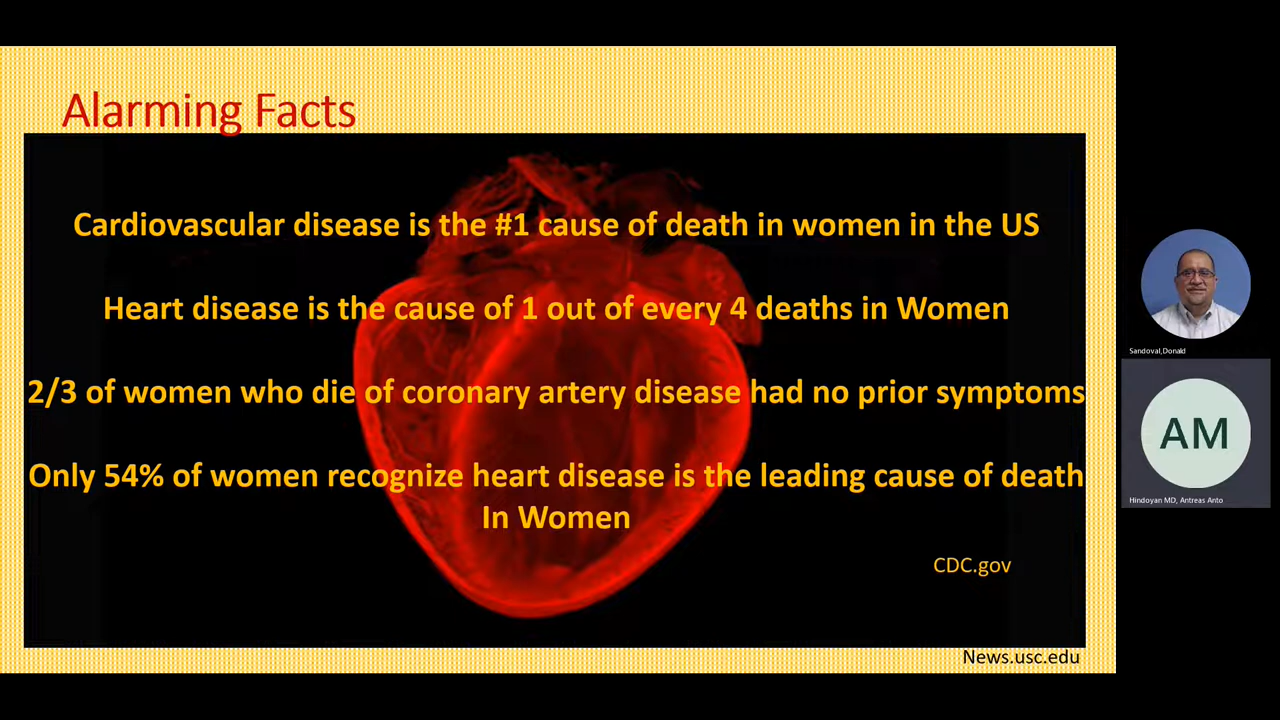 Alarming Facts
Cardiovascular disease is the #1 cause of death in women in the US
Heart disease is the cause of 1 out of every 4 deaths in Women
2/3 of women who die of coronary artery disease had no prior symptoms
Only 54% of women recognize heart disease is the leading cause of death
In Women
CDC.gov
News.usc.edu
Sandoval,Donald
AM
Hindoyan MD, Antreas Anto